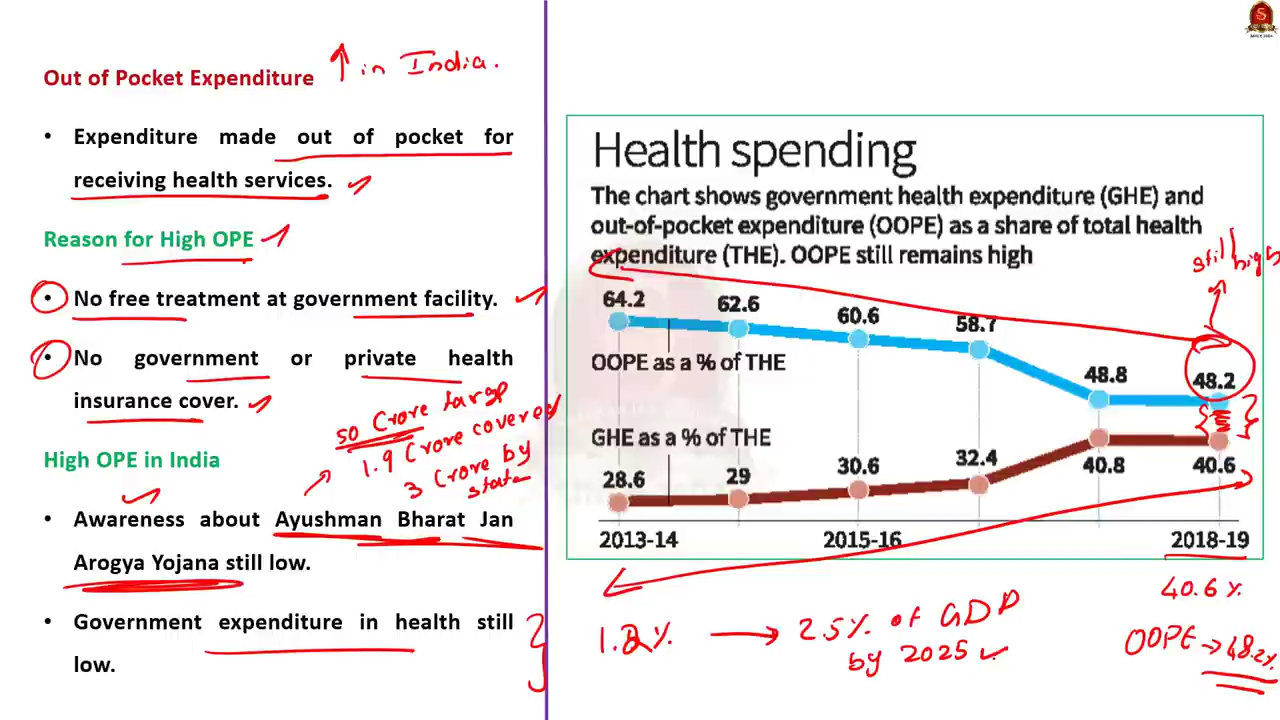 Out of Pocket Expenditure
in India.
• Expenditure made out of pocket for
receiving health services.
Reason for High OPE
• No free treatment at government facility.
• No government or private health
insurance cover.
50 Crore targ
1.9 Crore covered
3 Crore by
state
High OPE in India
• Awareness about Ayushman Bharat Jan
Arogya Yojana still low.
• Government expenditure in health still
low.
Health spending
The chart shows government health expenditure (GHE) and
out-of-pocket expenditure (OOPE) as a share of total health
expenditure (THE). OOPE still remains high
still
high
64.2 62.6 60.6 58.7 48.8 48.2
OOPE as a % of THE
GHE as a % of THE
28.6 29 30.6 32.4 40.8 40.6
2013-14 2015-16 2018-19
40.6 %
2.5% of GDP
by 2025
OOPE → 48.2%